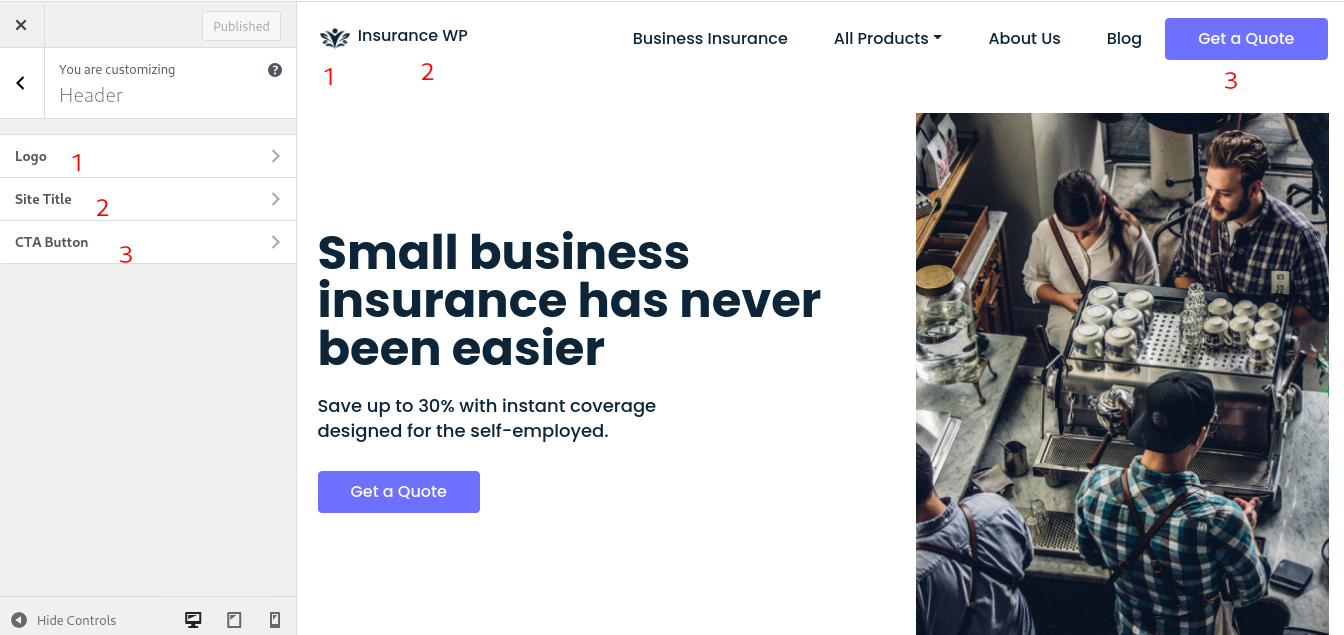 Published
You are customizing
Header
Logo 1
Site Title 2
CTA Button 3
Hide Controls
Insurance WP
Business Insurance
All Products
About Us
Blog
Get a Quote
1
2
3
Small business
insurance has never
been easier
Save up to 30% with instant coverage
designed for the self-employed.
Get a Quote